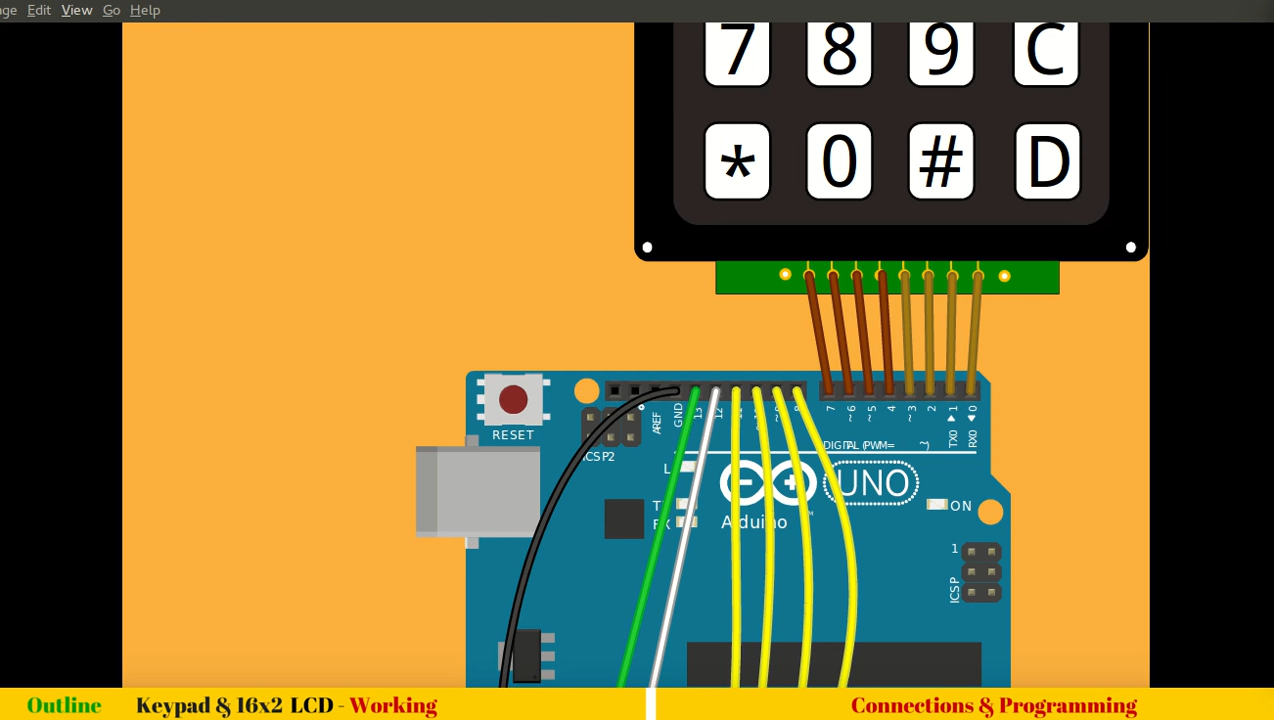 ge Edit View Go Help
7 8 9 C
* 0 # D
RESET
ICSP2
AREF
GND
13
12
8
7
~6
~5
4
~3
2
TX0 ▶ 1
RX0 ◀ 0
DIGITAL (PWM= ~)
L
RX
UNO
ON
Arduino
1
ICSP
Outline Keypad & 16x2 LCD - Working Connections & Programming